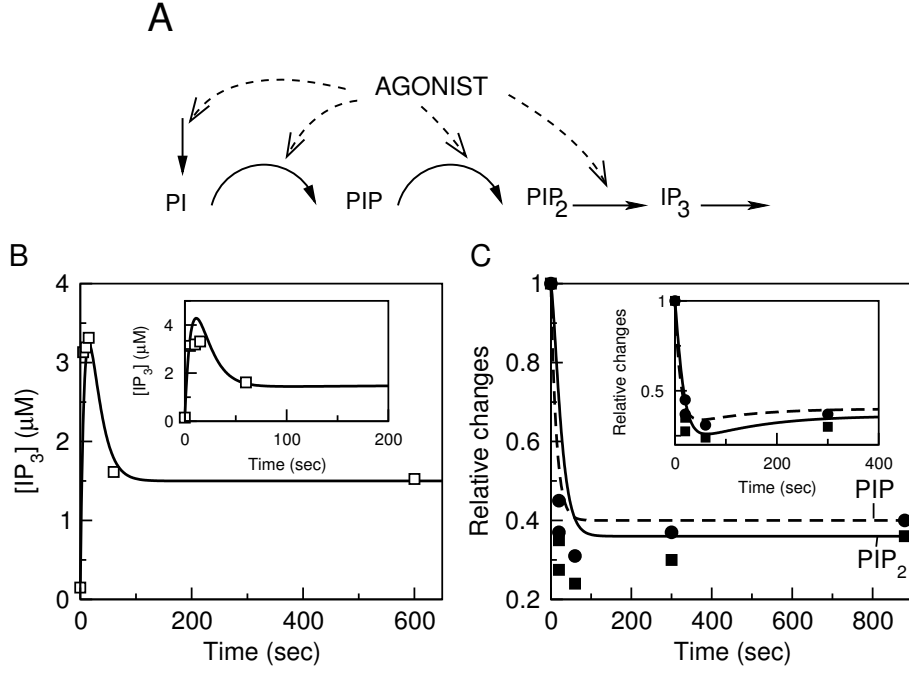 A
AGONIST
PI
PIP
PIP2
IP3
B
C
4
3
2
1
0
[IP3] (μM)
0
200
400
600
Time (sec)
4
2
0
[IP3] (μM)
0
100
200
Time (sec)
1
0.8
0.6
0.4
0.2
Relative changes
0
200
400
600
800
Time (sec)
1
0.5
Relative changes
0
200
400
Time (sec)
PIP
PIP2